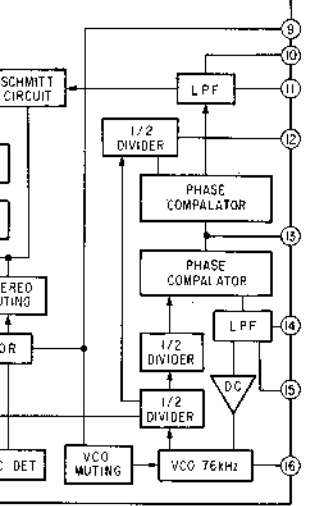 9
10
SCHMITT
CIRCUIT
LPF
11
1/2
DIVIDER
12
PHASE
COMPALATOR
13
PHASE
COMPALATOR
EREO
UTING
LPF
14
OR
1/2
DIVIDER
DC
15
1/2
DIVIDER
C DET
VCO
MUTING
VCO 76kHz
16